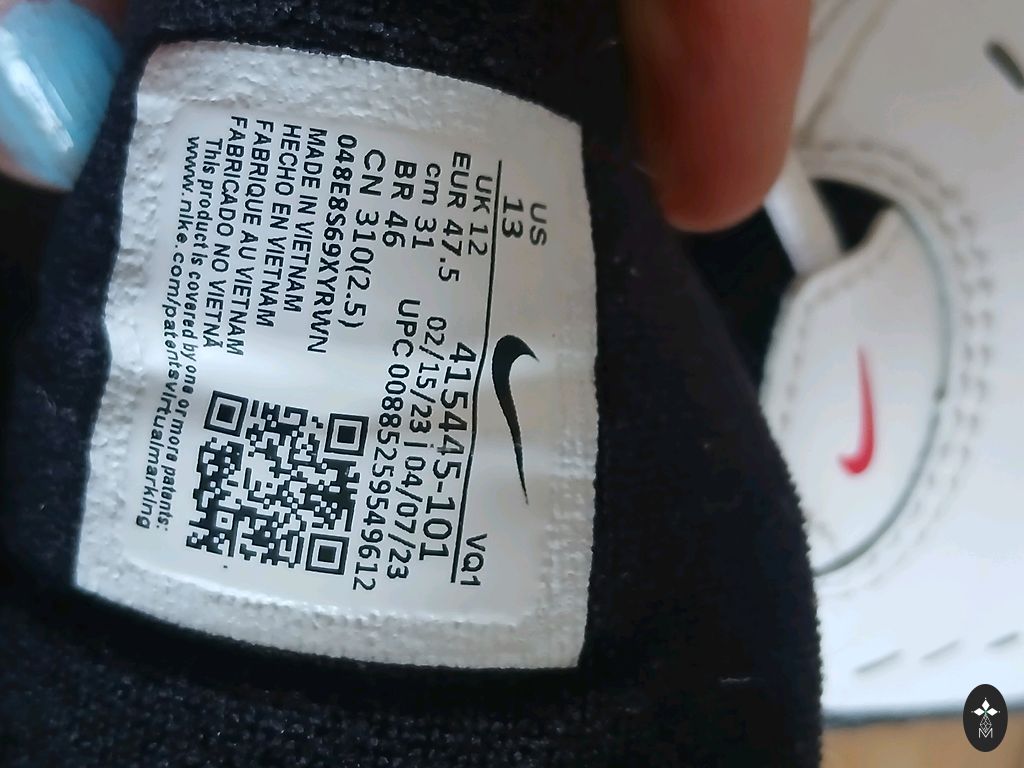 US
13
UK 12
EUR 47.5
cm 31
BR 46
CN 310(2.5)
VQ1
415445-101
02/15/23 | 04/07/23
UPC 00885259549612
048E8S69XYRWN
MADE IN VIETNAM
HECHO EN VIETNAM
FABRIQUE AU VIETNAM
FABRICADO NO VIETNÃ
This product is covered by one or more patents:
www.nike.com/patentsvirtualmarking
M